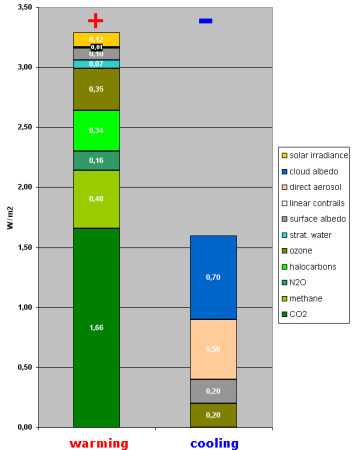 +
−
3,50
3,00
2,50
2,00
1,50
1,00
0,50
0,00
W/m2
0,12
0,01
0,10
0,07
0,35
0,34
0,16
0,48
1,66
0,70
0,50
0,20
0,20
warming
cooling
solar irradiance
cloud albedo
direct aerosol
linear contrails
surface albedo
strat. water
ozone
halocarbons
N2O
methane
CO2